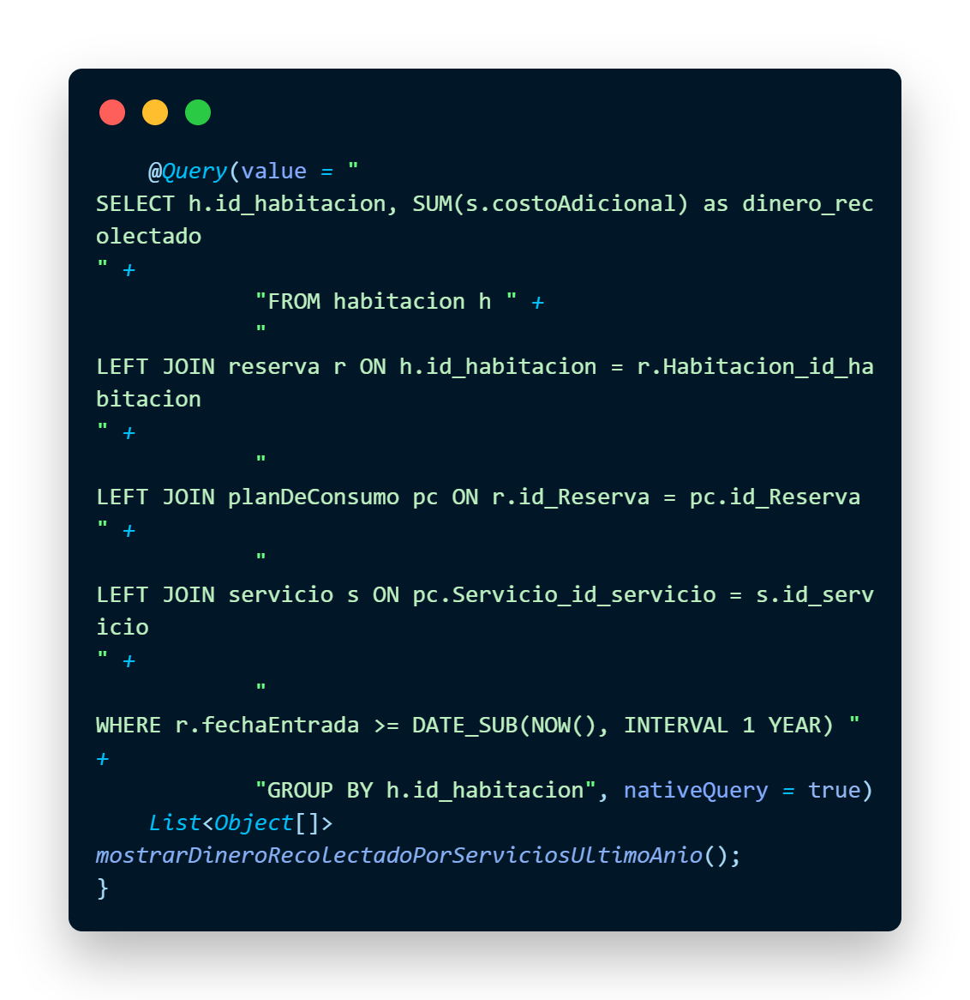 @Query(value = "
SELECT h.id_habitacion, SUM(s.costoAdicional) as dinero_rec
olectado
" +
"FROM habitacion h " +
"
LEFT JOIN reserva r ON h.id_habitacion = r.Habitacion_id_ha
bitacion
" +
"
LEFT JOIN planDeConsumo pc ON r.id_Reserva = pc.id_Reserva
" +
"
LEFT JOIN servicio s ON pc.Servicio_id_servicio = s.id_serv
icio
" +
"
WHERE r.fechaEntrada >= DATE_SUB(NOW(), INTERVAL 1 YEAR) "
+
"GROUP BY h.id_habitacion", nativeQuery = true)
List<Object[]>
mostrarDineroRecolectadoPorServiciosUltimoAnio();
}